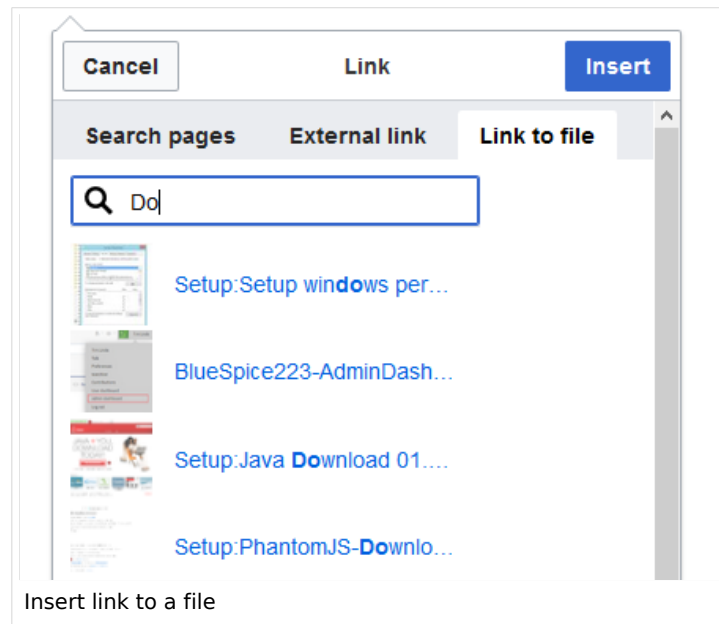 Cancel Link Insert
Search pages External link Link to file
Do
Setup:Setup windows per...
BlueSpice223-AdminDash...
Setup:Java Download 01....
Setup:PhantomJS-Downlo...
Insert link to a file